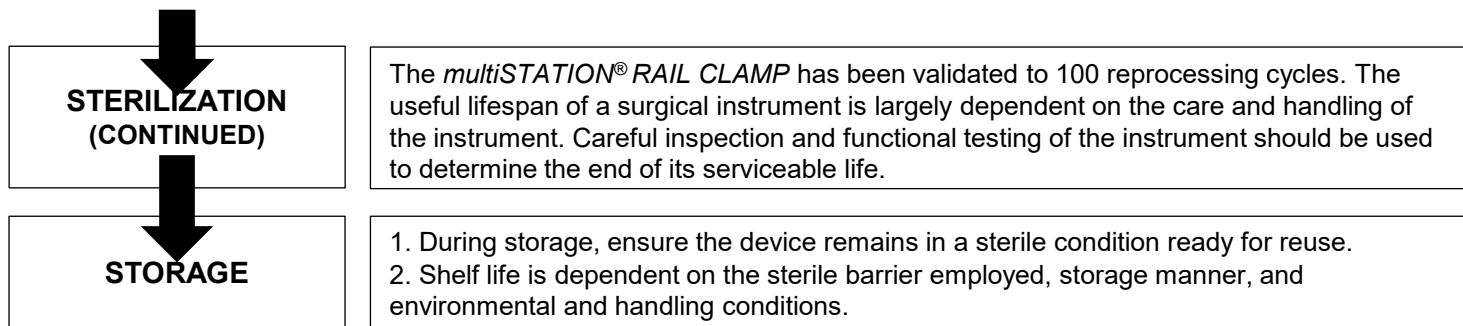 STERILIZATION
(CONTINUED)
The multiSTATION® RAIL CLAMP has been validated to 100 reprocessing cycles. The
useful lifespan of a surgical instrument is largely dependent on the care and handling of
the instrument. Careful inspection and functional testing of the instrument should be used
to determine the end of its serviceable life.
STORAGE
1. During storage, ensure the device remains in a sterile condition ready for reuse.
2. Shelf life is dependent on the sterile barrier employed, storage manner, and
environmental and handling conditions.